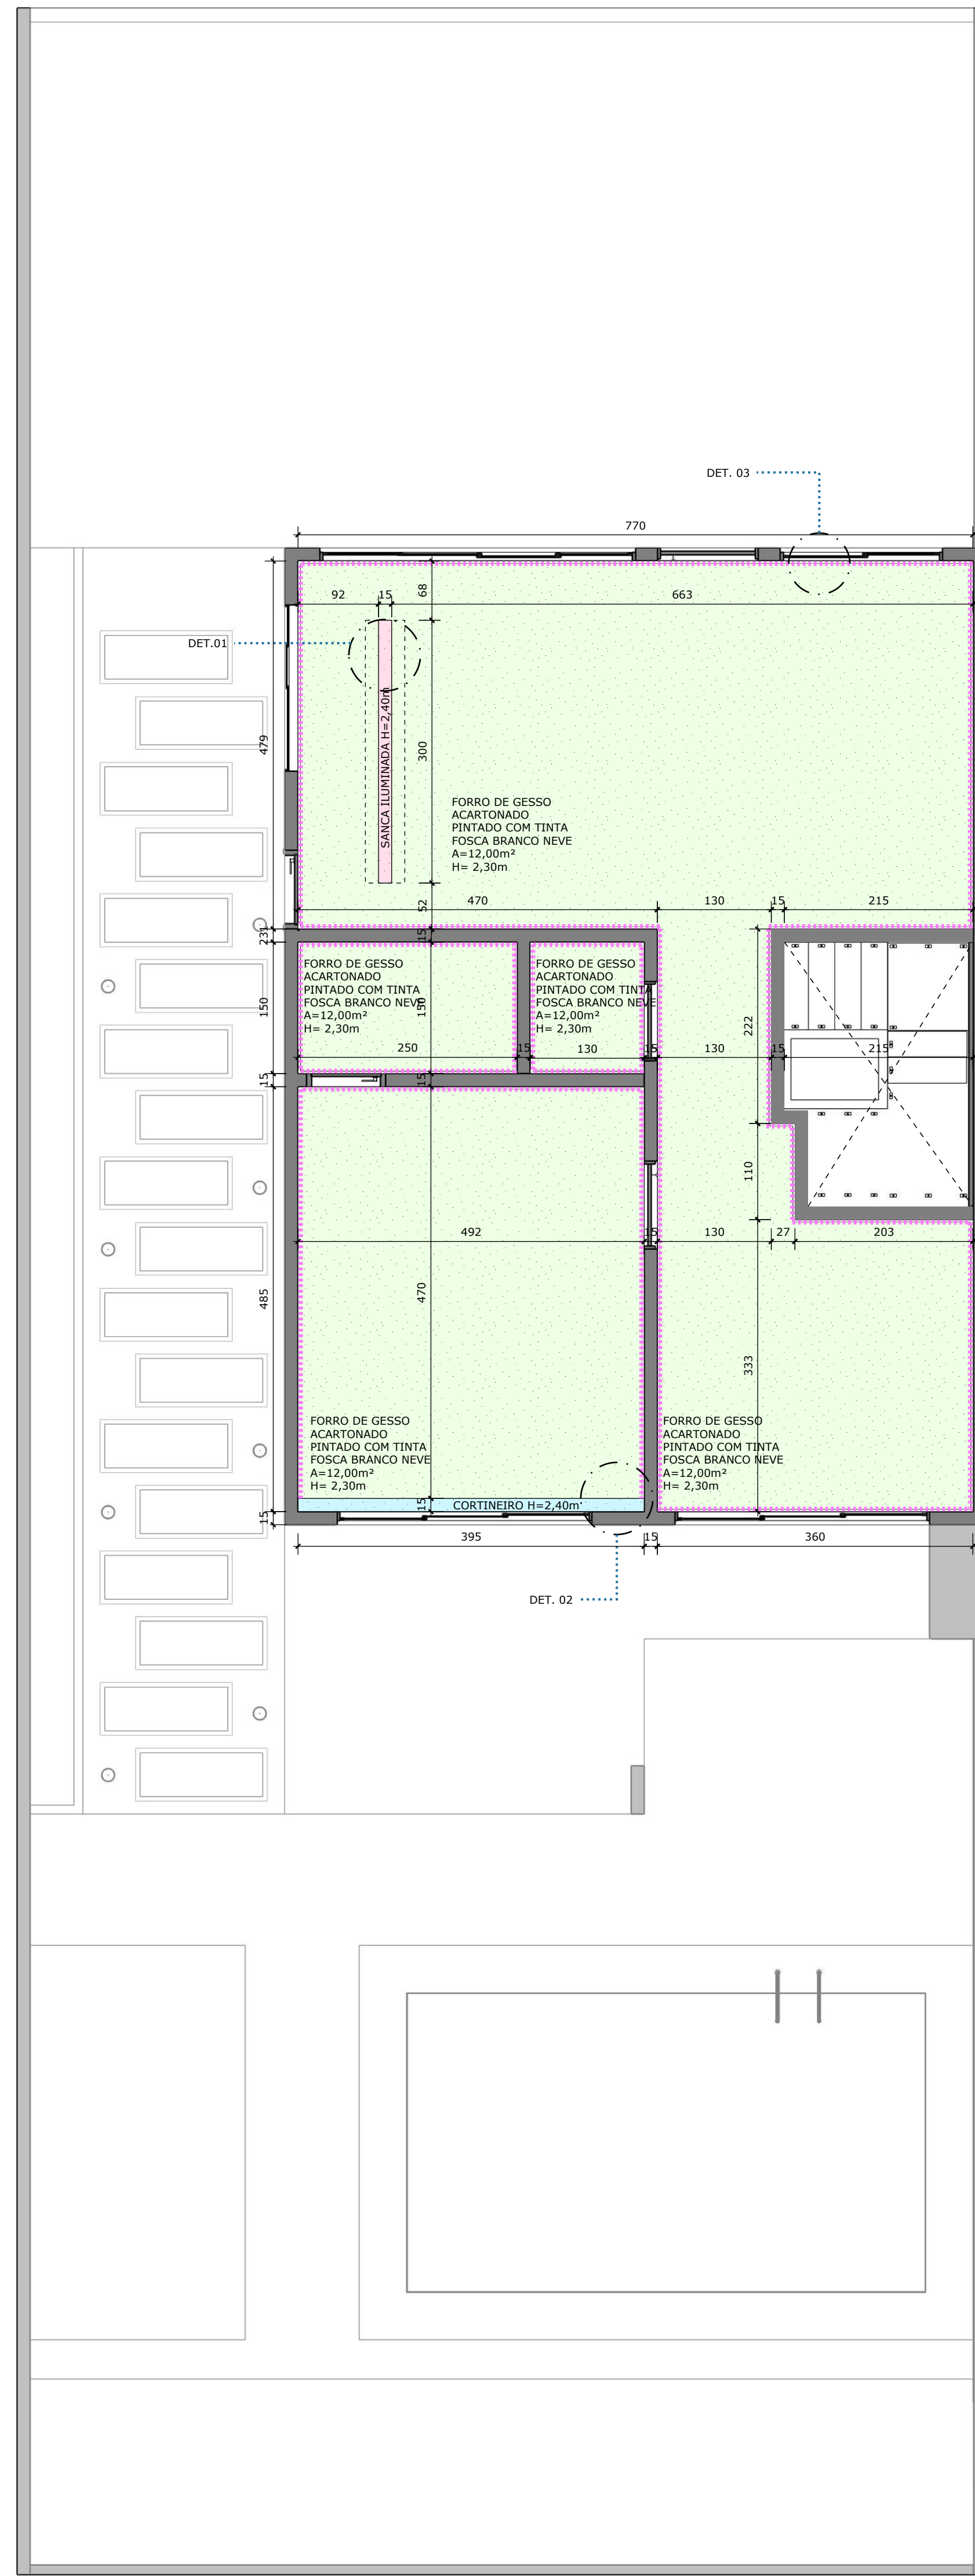 DET. 03
770
92
15
68
663
DET.01
SANCA ILUMINADA H=2,40m
479
300
FORRO DE GESSO
ACARTONADO
PINTADO COM TINTA
FOSCA BRANCO NEVE
A=12,00m²
H= 2,30m
52
470
130
15
215
15
FORRO DE GESSO
ACARTONADO
PINTADO COM TINTA
FOSCA BRANCO NEVE
A=12,00m²
H= 2,30m
FORRO DE GESSO
ACARTONADO
PINTADO COM TINTA
FOSCA BRANCO NEVE
A=12,00m²
H= 2,30m
150
150
222
250
15
130
15
130
15
215
15
15
110
492
15
130
27
203
485
470
333
FORRO DE GESSO
ACARTONADO
PINTADO COM TINTA
FOSCA BRANCO NEVE
A=12,00m²
H= 2,30m
FORRO DE GESSO
ACARTONADO
PINTADO COM TINTA
FOSCA BRANCO NEVE
A=12,00m²
H= 2,30m
15
CORTINEIRO H=2,40m
15
395
15
360
DET. 02